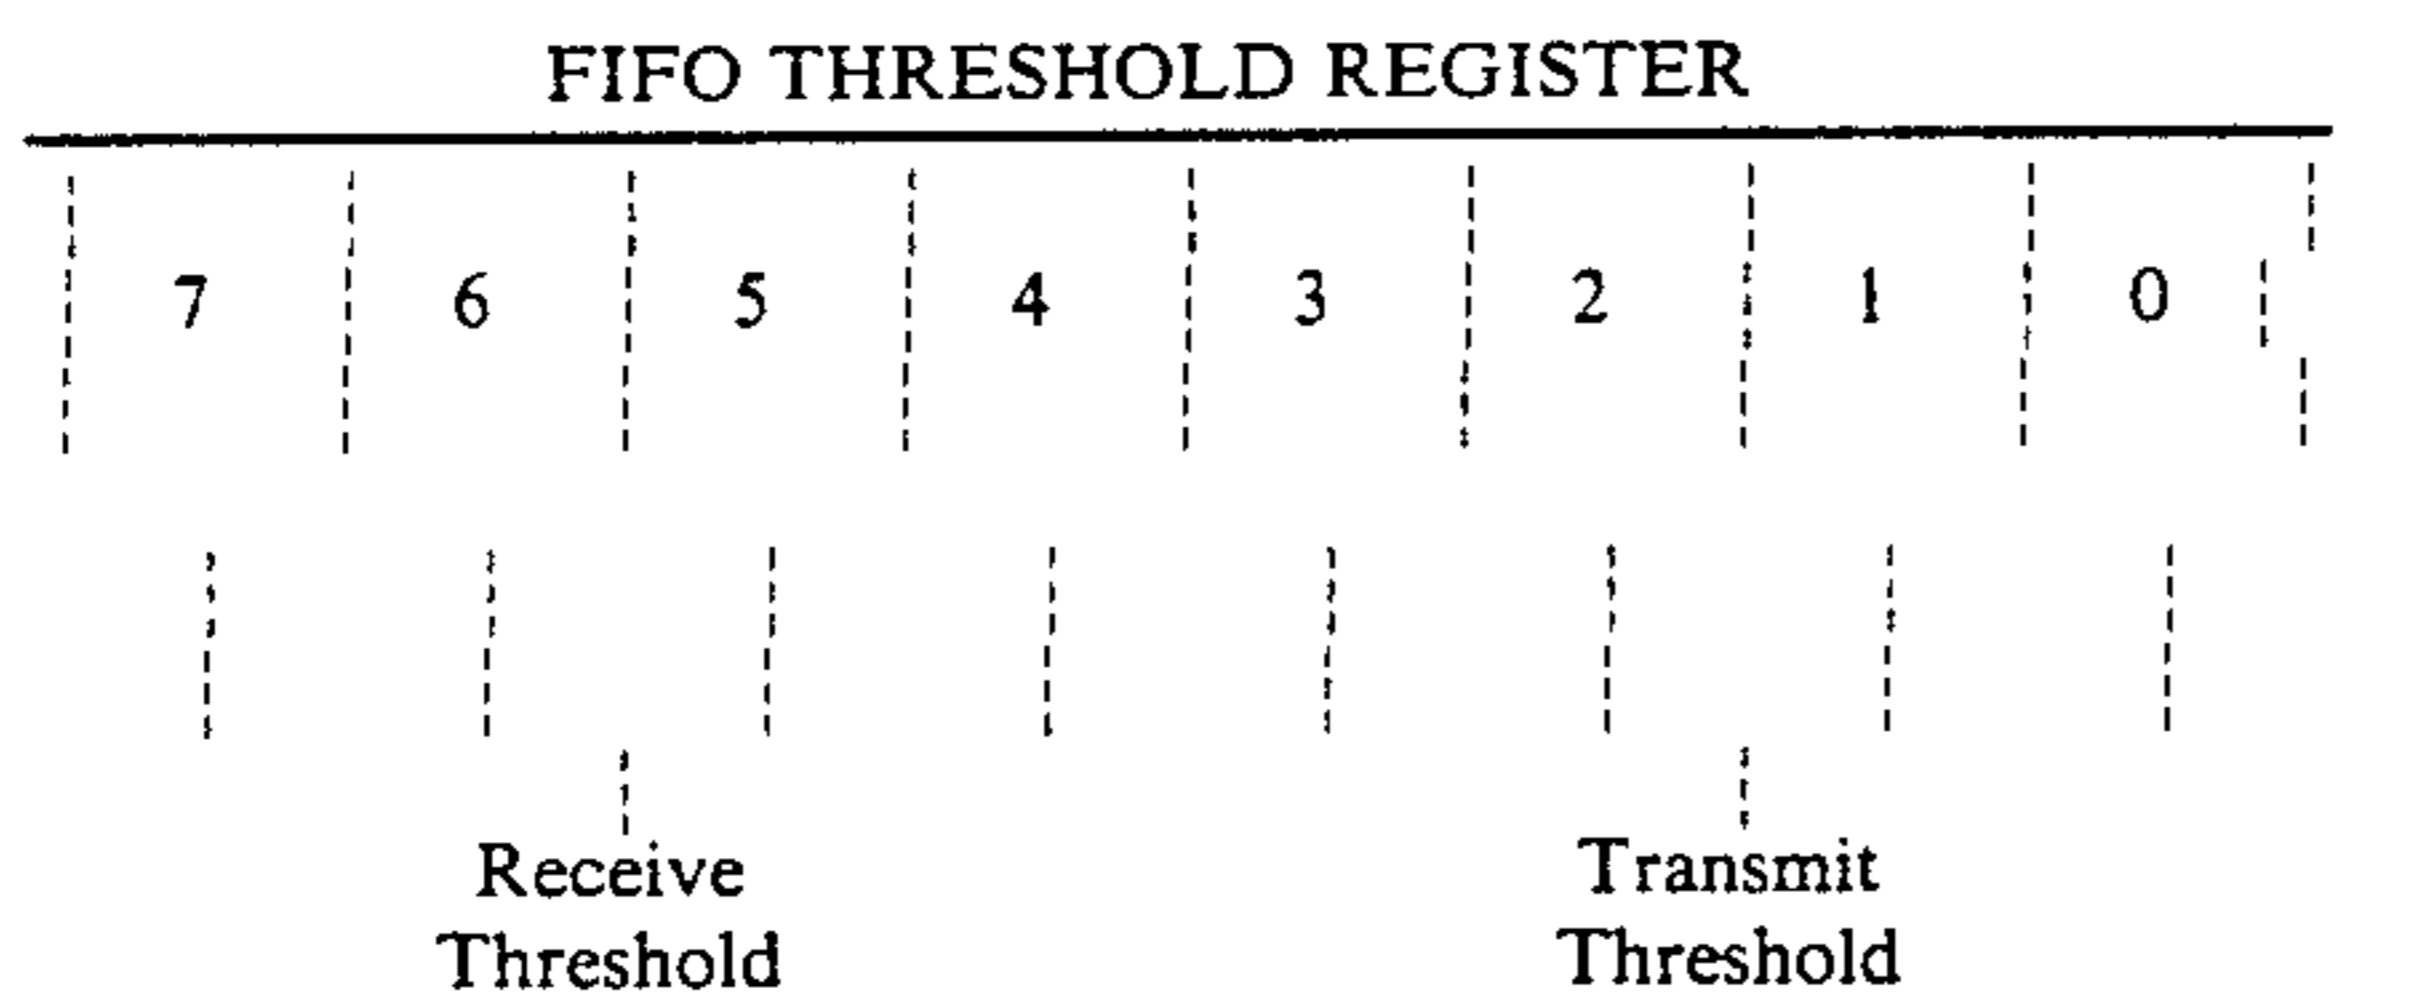 FIFO THRESHOLD REGISTER
7 6 5 4 3 2 1 0
Receive Transmit
Threshold Threshold